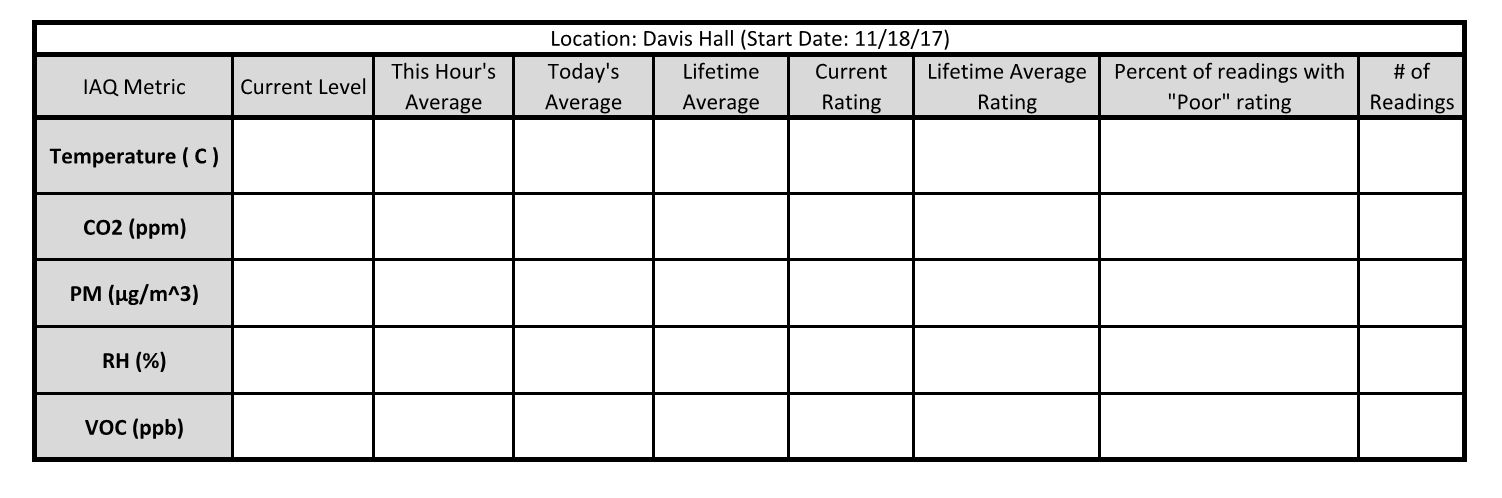 Location: Davis Hall (Start Date: 11/18/17)
IAQ Metric
Current Level
This Hour's
Average
Today's
Average
Lifetime
Average
Current
Rating
Lifetime Average
Rating
Percent of readings with
"Poor" rating
# of
Readings
Temperature ( C )
CO2 (ppm)
PM (µg/m^3)
RH (%)
VOC (ppb)